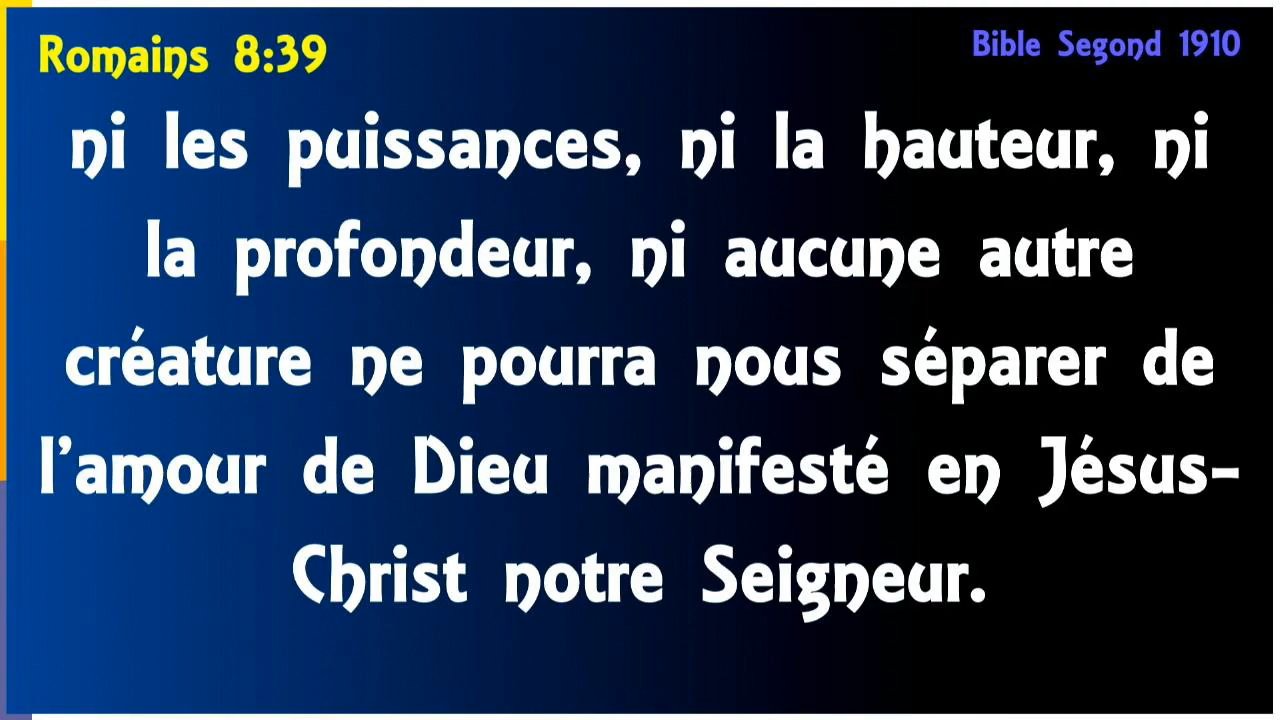 Romains 8:39
Bible Segond 1910
ni les puissances, ni la hauteur, ni
la profondeur, ni aucune autre
créature ne pourra nous séparer de
l'amour de Dieu manifesté en Jésus-
Christ notre Seigneur.